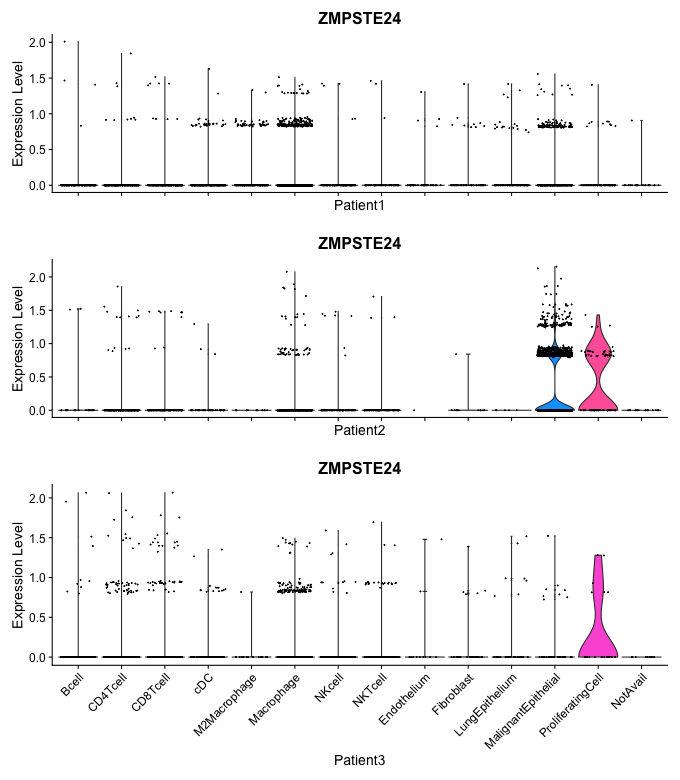 ZMPSTE24
Expression Level
2.0
1.5
1.0
0.5
0.0
Patient1
ZMPSTE24
Expression Level
2.0
1.5
1.0
0.5
0.0
Patient2
ZMPSTE24
Expression Level
2.0
1.5
1.0
0.5
0.0
Bcell
CD4Tcell
CD8Tcell
cDC
M2Macrophage
Macrophage
NKcell
NKTcell
Endothelium
Fibroblast
LungEpithelium
MalignantEpithelial
ProliferatingCell
NotAvail
Patient3